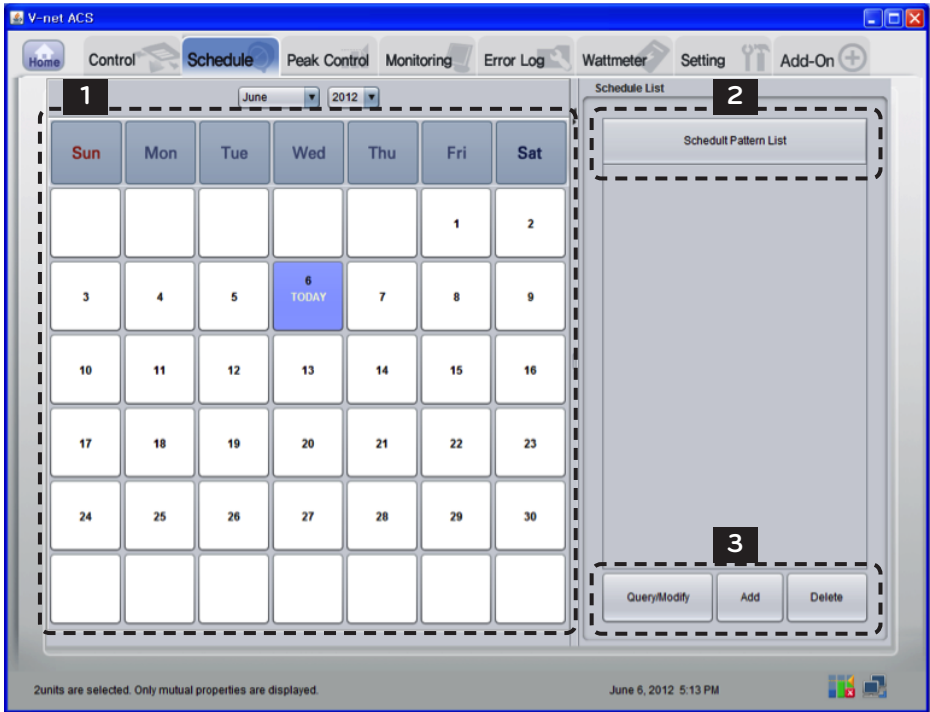 V-net ACS
Home Control Schedule Peak Control Monitoring Error Log Wattmeter Setting Add-On
1 June 2012
Sun Mon Tue Wed Thu Fri Sat
1 2
3 4 5 6 7 8 9
TODAY
10 11 12 13 14 15 16
17 18 19 20 21 22 23
24 25 26 27 28 29 30
Schedule List
2
Schedult Pattern List
3
Query/Modify Add Delete
2units are selected. Only mutual properties are displayed.
June 6, 2012 5:13 PM